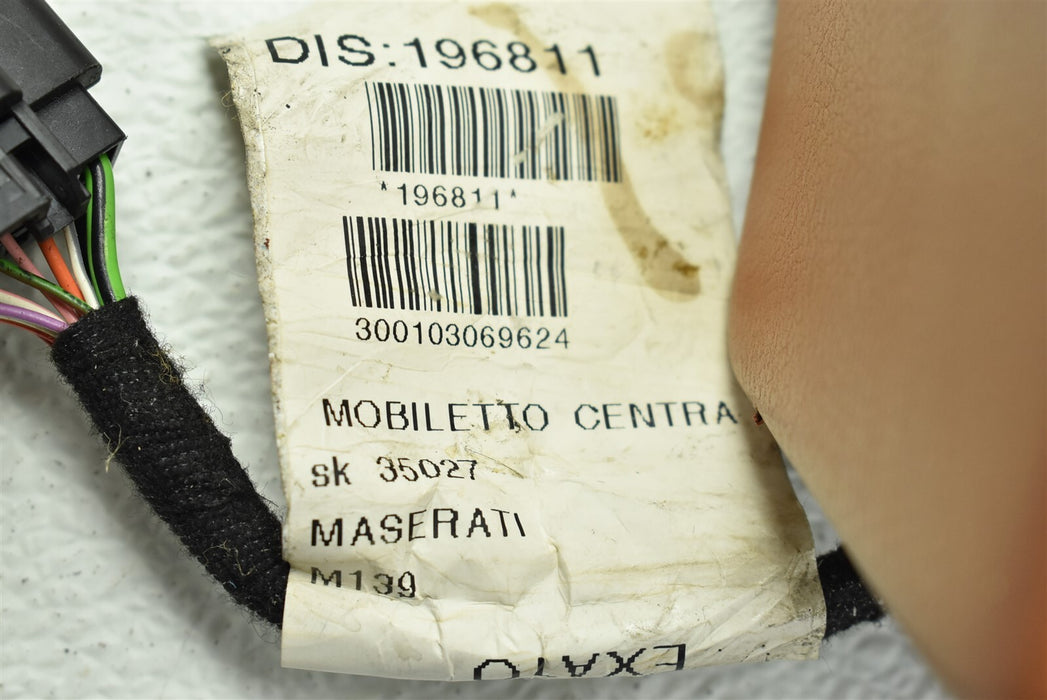 DIS:196811
*196811*
300103069624
MOBILETTO CENTRA
sk 35027
MASERATI
M139